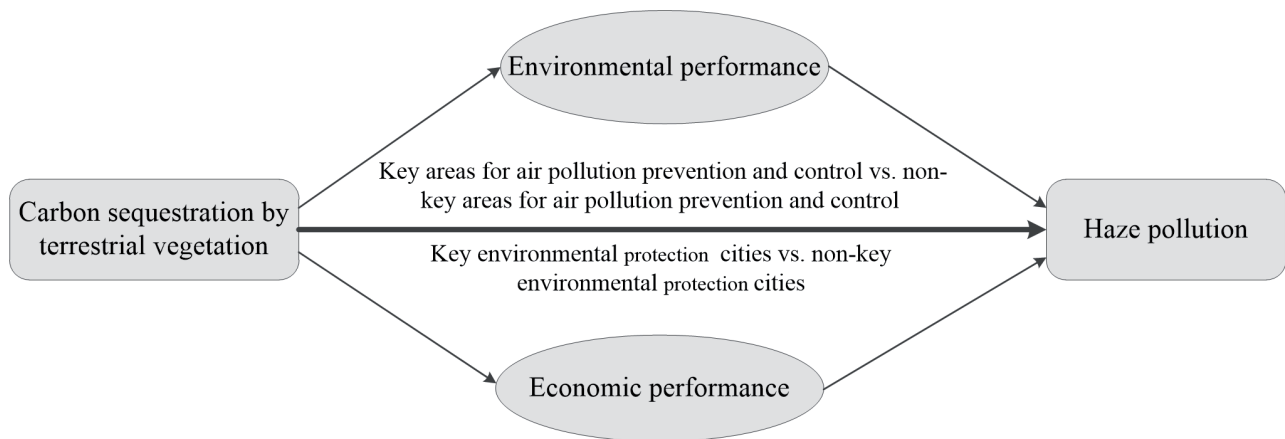 Environmental performance
Key areas for air pollution prevention and control vs. non-
key areas for air pollution prevention and control
Carbon sequestration by
terrestrial vegetation
Haze pollution
Key environmental protection cities vs. non-key
environmental protection cities
Economic performance